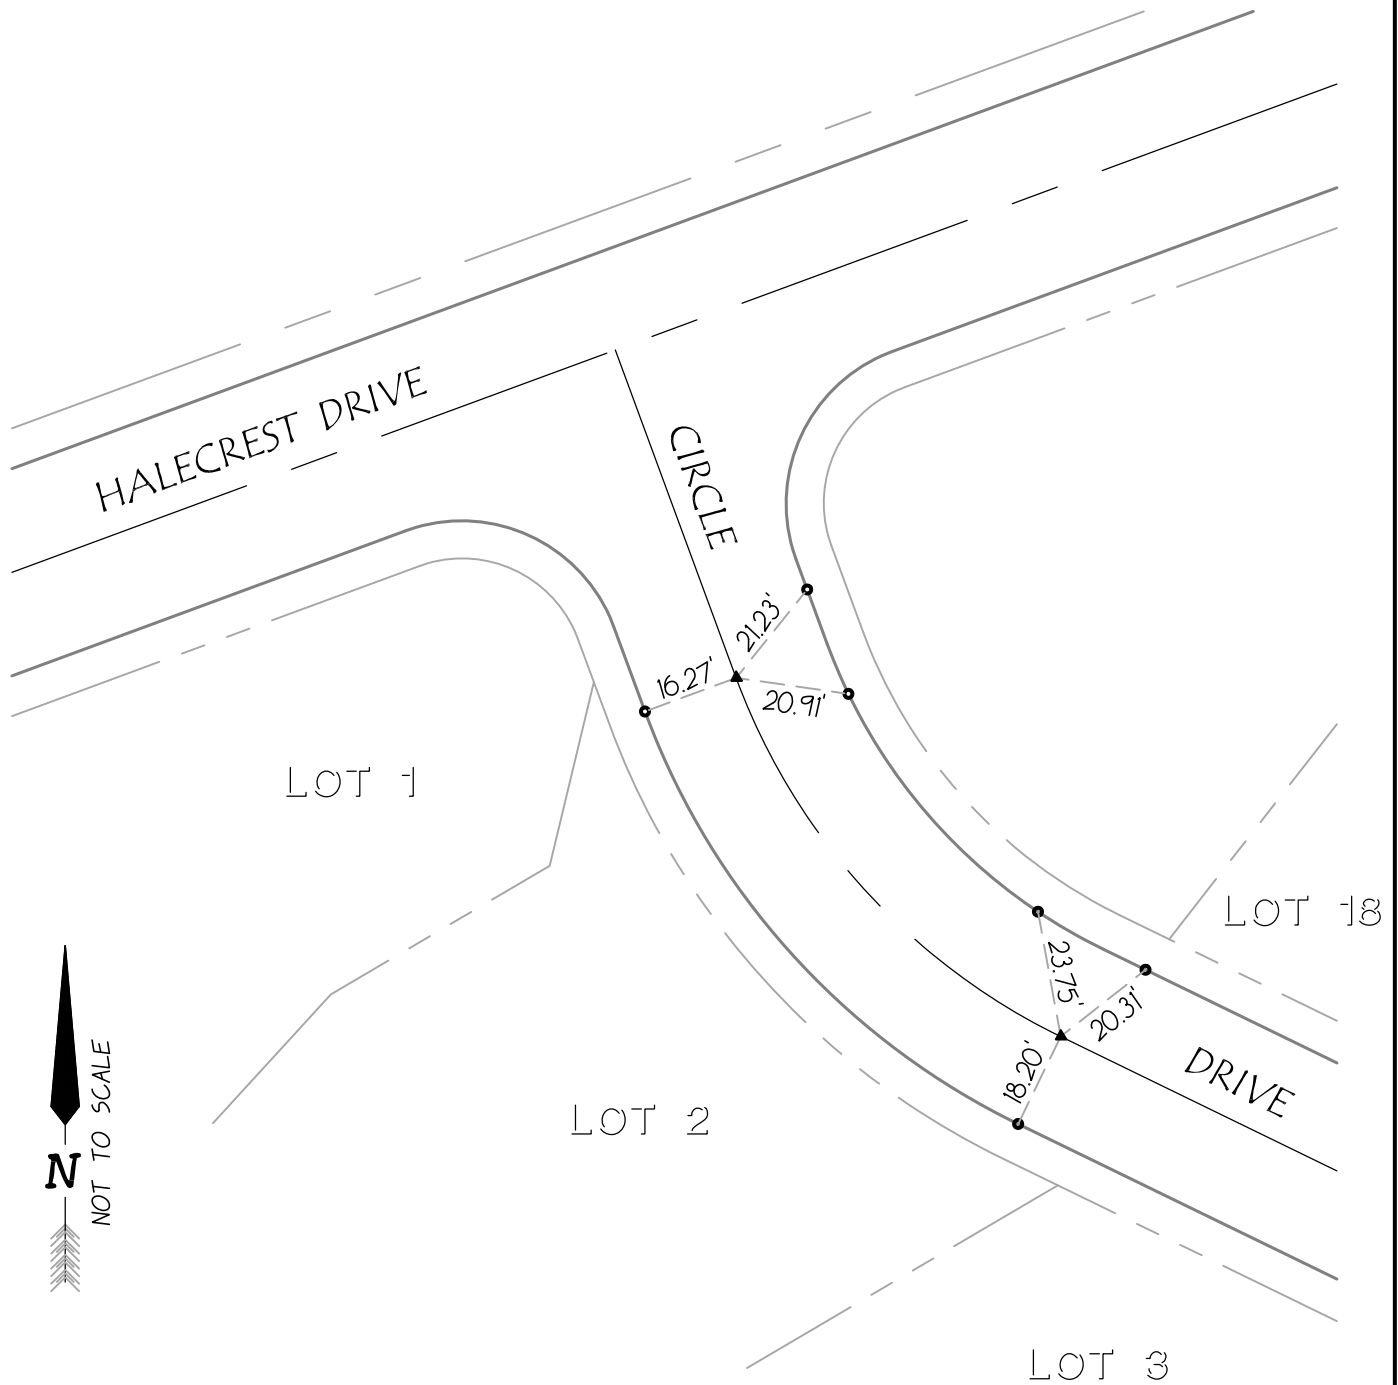 HALECREST DRIVE
CIRCLE
21.23'
16.27'
20.91'
LOT 1
LOT 18
23.75'
20.31'
18.20'
DRIVE
LOT 2
N
NOT TO SCALE
LOT 3